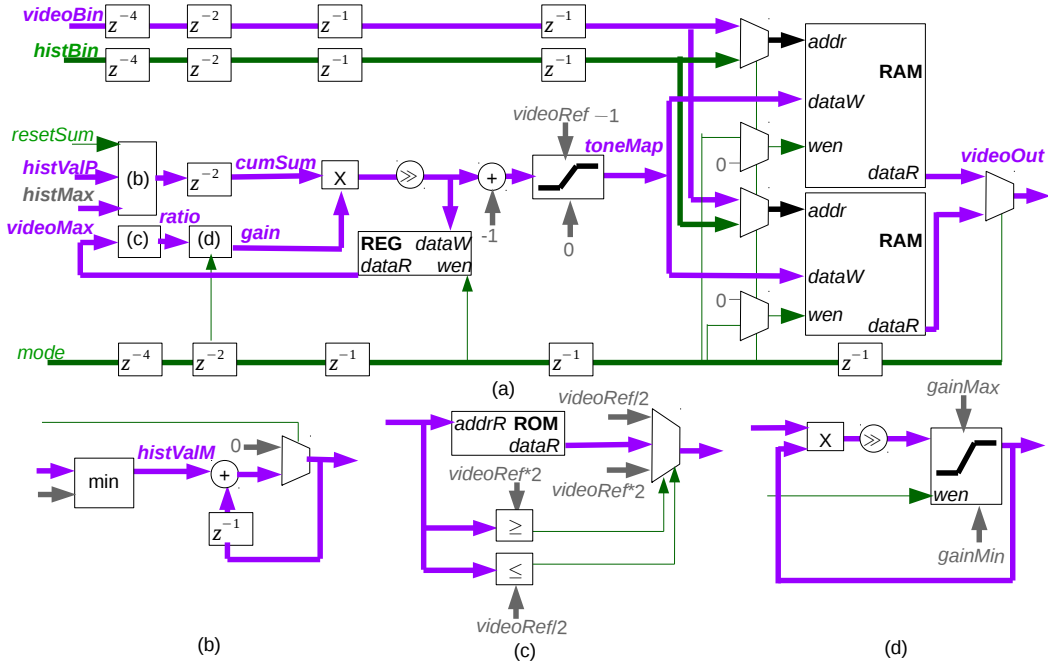 videoBin
z⁻⁴ z⁻² z⁻¹ z⁻¹
histBin
z⁻⁴ z⁻² z⁻¹ z⁻¹
addr
RAM
dataW
wen
dataR
0
videoRef −1
resetSum
histValP
histMax
videoMax
(b)
z⁻²
cumSum
X
≫
+
-1
0
toneMap
videoOut
(c)
ratio
(d)
gain
REG dataW
dataR wen
addr
RAM
dataW
wen
dataR
0
mode
z⁻⁴ z⁻² z⁻¹ z⁻¹ z⁻¹
(a)
0
histValM
min
+
z⁻¹
(b)
addrR ROM
dataR
videoRef/2
videoRef*2
videoRef*2
≥
≤
videoRef/2
(c)
gainMax
X
≫
wen
gainMin
(d)